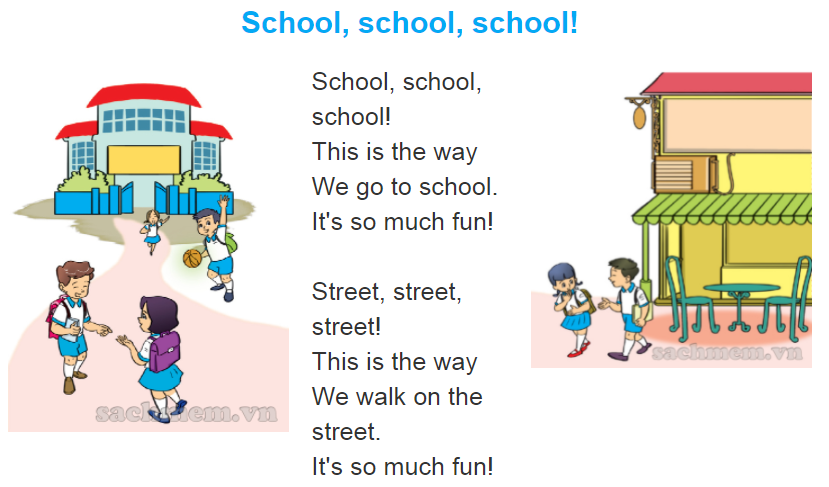 School, school, school!
School, school,
school!
This is the way
We go to school.
It's so much fun!
Street, street,
street!
This is the way
We walk on the
street.
It's so much fun!
sachmem.vn
sachmem.vn